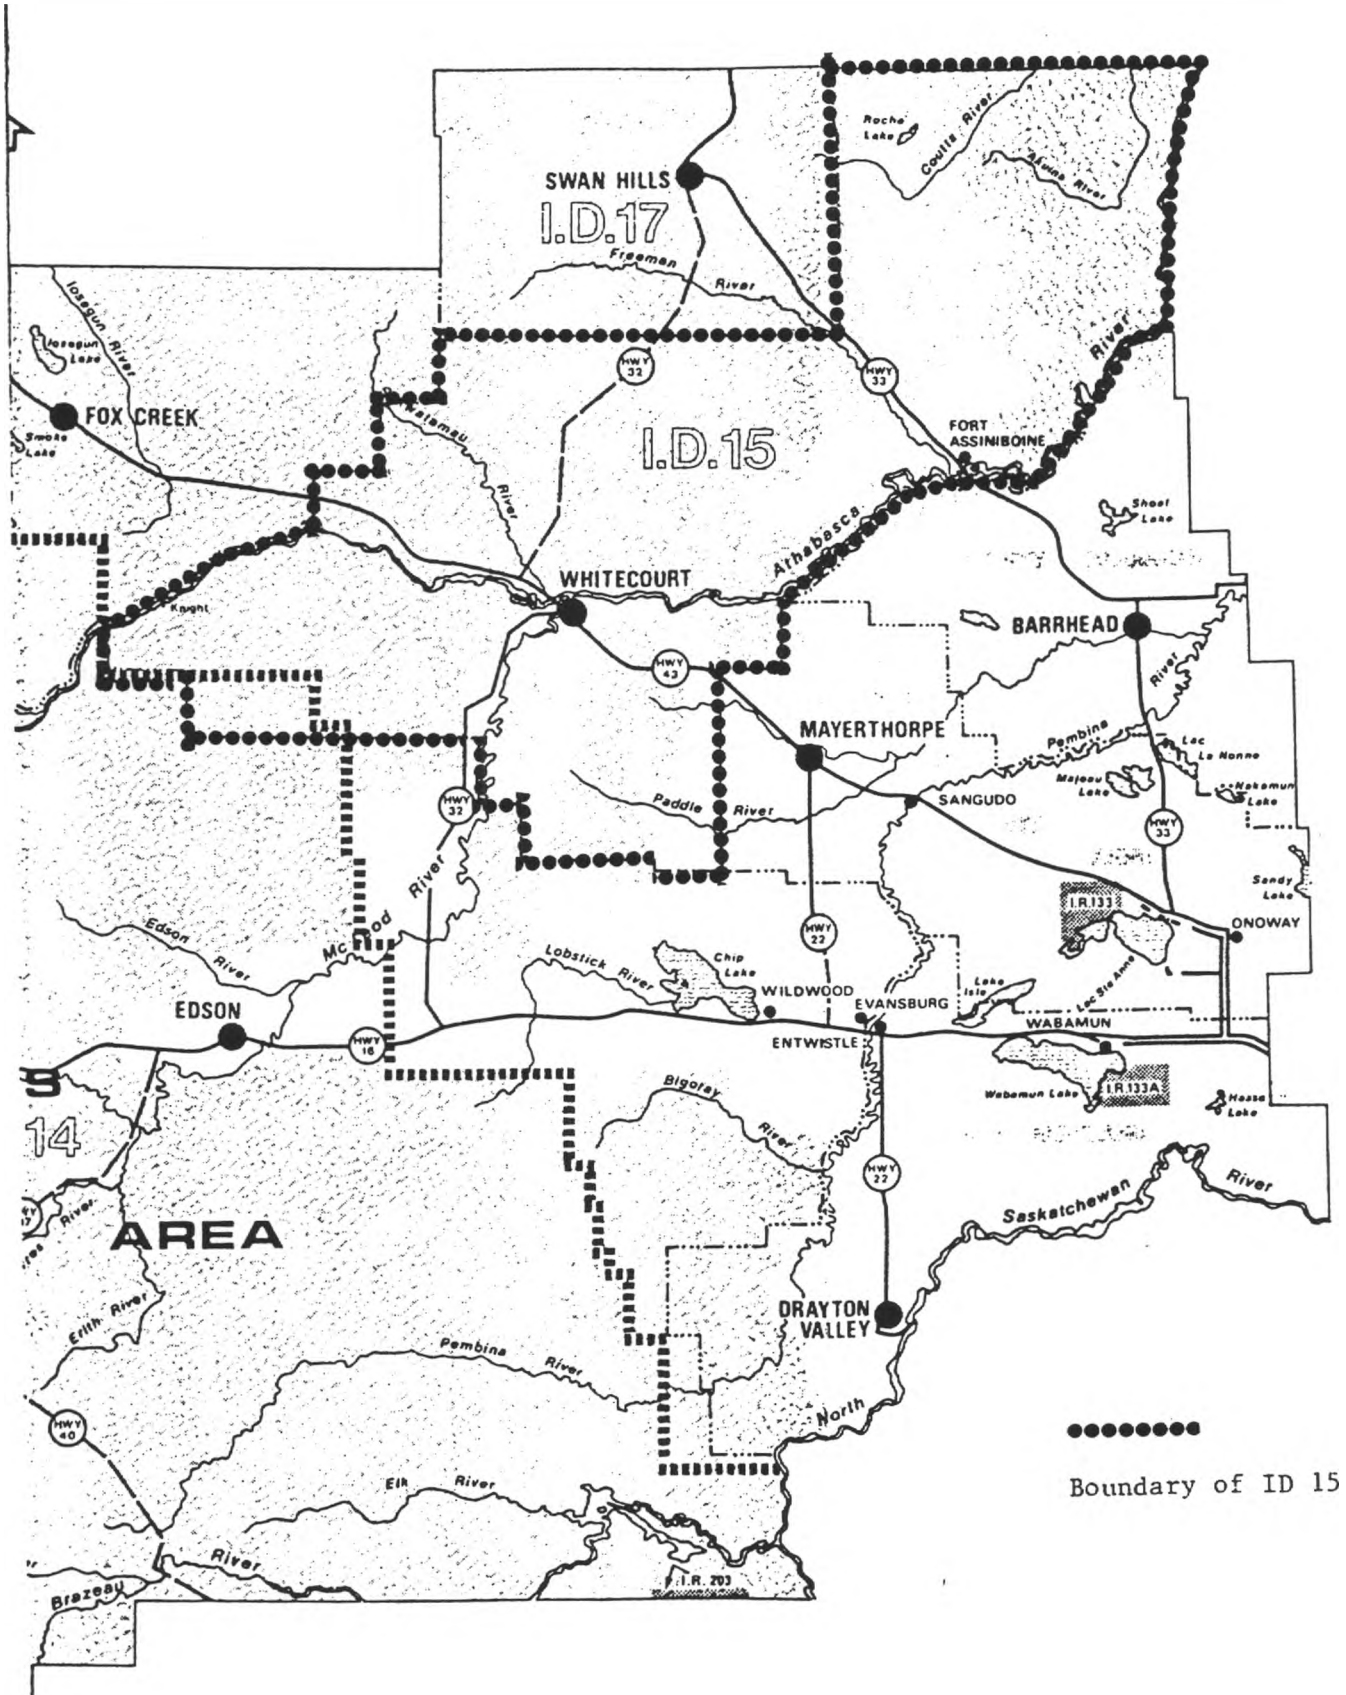 Roche
Lake
Coutts River
Akuins River
SWAN HILLS
I.D.17
Freeman
River
Iosegun River
Iosegun
Lake
HWY
32
HWY
33
River
FOX CREEK
Smoke
Lake
River
I.D.15
FORT
ASSINIBOINE
Shoal
Lake
Athabasca
WHITECOURT
Knight
BARRHEAD
River
HWY
43
MAYERTHORPE
Pembina
Lac
La Nonne
Majeau
Lake
Nakamun
Lake
HWY
32
Paddle
River
SANGUDO
HWY
33
River
Sandy
Lake
I.R.133
Edson
River
ONOWAY
HWY
22
Chip
Lake
Lobstick River
Lac Ste Anne
Lake
Isle
WILDWOOD
EVANSBURG
EDSON
WABAMUN
HWY
16
ENTWISTLE
S
14
Bigoray
River
Wabamun Lake
I.R.133A
Hasse
Lake
HWY
22
River
Saskatchewan
River
AREA
Erith River
DRAYTON
VALLEY
Pembina
River
North
HWY
40
Elk
River
Boundary of ID 15
River
Brazeau
I.R. 203